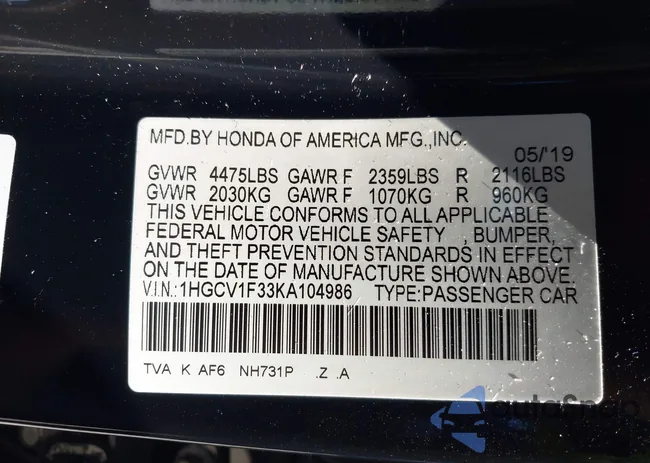 MFD.BY HONDA OF AMERICA MFG.,INC.
05/'19
GVWR 4475LBS GAWR F 2359LBS R 2116LBS
GVWR 2030KG GAWR F 1070KG R 960KG
THIS VEHICLE CONFORMS TO ALL APPLICABLE
FEDERAL MOTOR VEHICLE SAFETY , BUMPER,
AND THEFT PREVENTION STANDARDS IN EFFECT
ON THE DATE OF MANUFACTURE SHOWN ABOVE.
V.I.N.:1HGCV1F33KA104986 TYPE:PASSENGER CAR
TVA K AF6 NH731P .Z .A